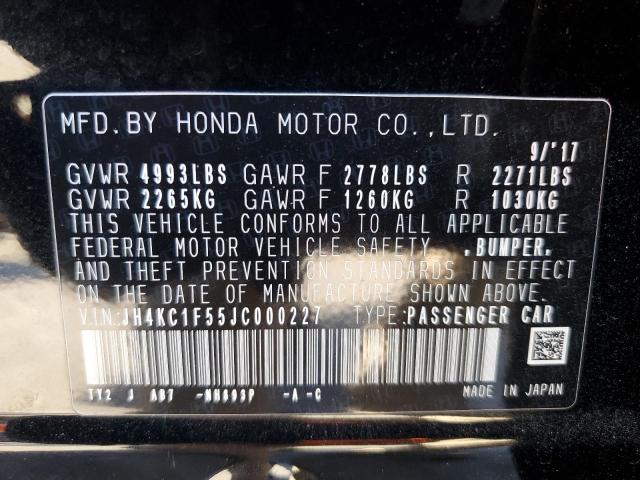 MFD.BY HONDA MOTOR CO.,LTD.
9/'17
GVWR 4993LBS GAWR F 2778LBS R 2271LBS
GVWR 2265KG GAWR F 1260KG R 1030KG
THIS VEHICLE CONFORMS TO ALL APPLICABLE
FEDERAL MOTOR VEHICLE SAFETY, .BUMPER.
AND THEFT PREVENTION STANDARDS IN EFFECT
ON THE DATE OF MANUFACTURE SHOWN ABOVE.
V.I.N:JH4KC1F55JC000227 TYPE:PASSENGER CAR
TY2 J AB7 -A -C
MADE IN JAPAN